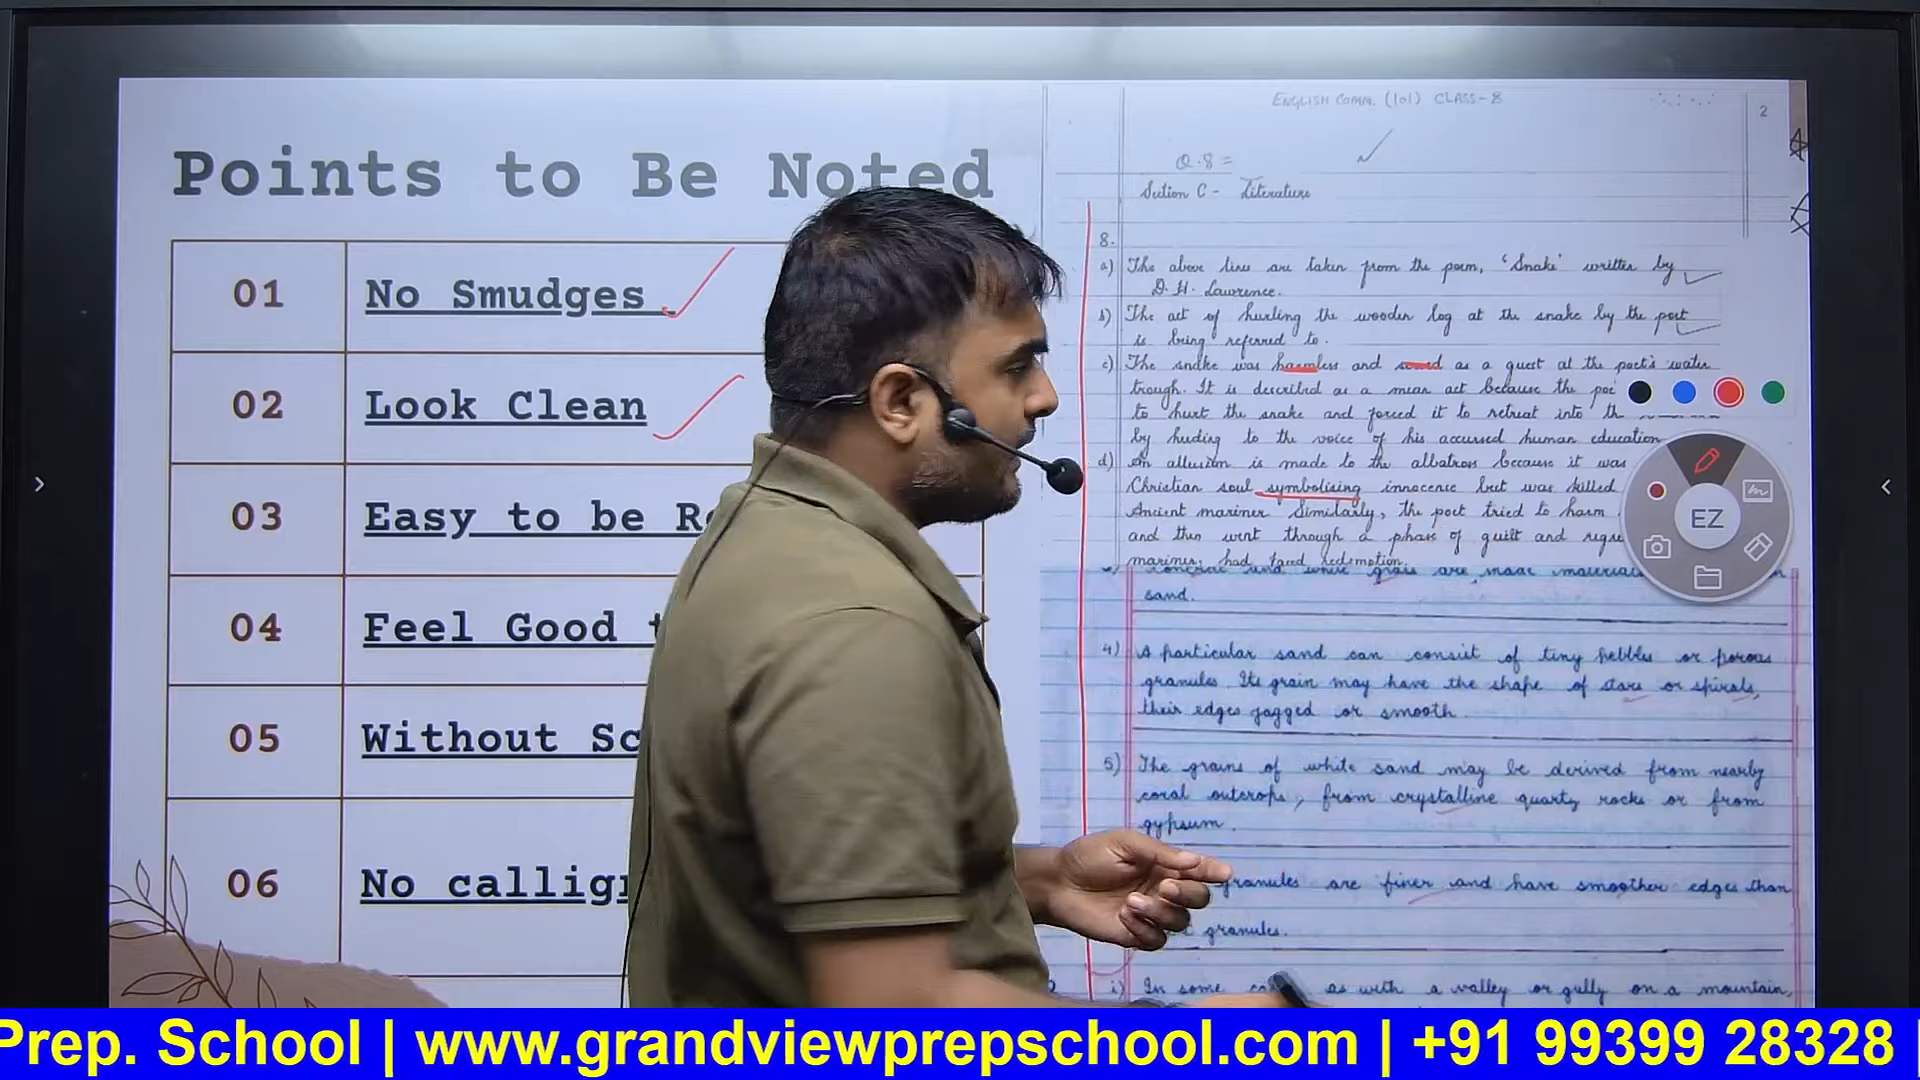 Points to Be Noted
01 No Smudges
02 Look Clean
03 Easy to be
04 Feel Good
05 Without
06 No
ENGLISH COMM. (101) CLASS-8
2
Q.8 =
Section C - Literature
8.
a) The above lines are taken from the poem, 'Snake' written by
D. H. Lawrence.
b) The act of hurling the wooden log at the snake by the poet
is being referred to.
c) The snake was harmless and as a guest at the poet's water
trough. It is described as a mean act because the
to hurt the snake and forced it to retreat into
by heeding to the voice of his accursed human education
d) An allusion is made to the albatross because it was
Christian soul symbolising innocence but was killed
Ancient mariner Similarly, the poet tried to harm
and then went through a phase of guilt and
mariner, had faced redemption.
sand.
4) A particular sand can consist of tiny pebbles or porous
granules. Its grain may have the shape of stars or spirals,
their edges jagged or smooth.
5) The grains of white sand may be derived from nearby
coral outcrops, from crystalline quartz rocks or from
gypsum.
granules are finer and have smoother edges than
granules.
i) In some as with a valley or gully on a mountain,
EZ
Prep. School | www.grandviewprepschool.com | +91 99399 28328 |